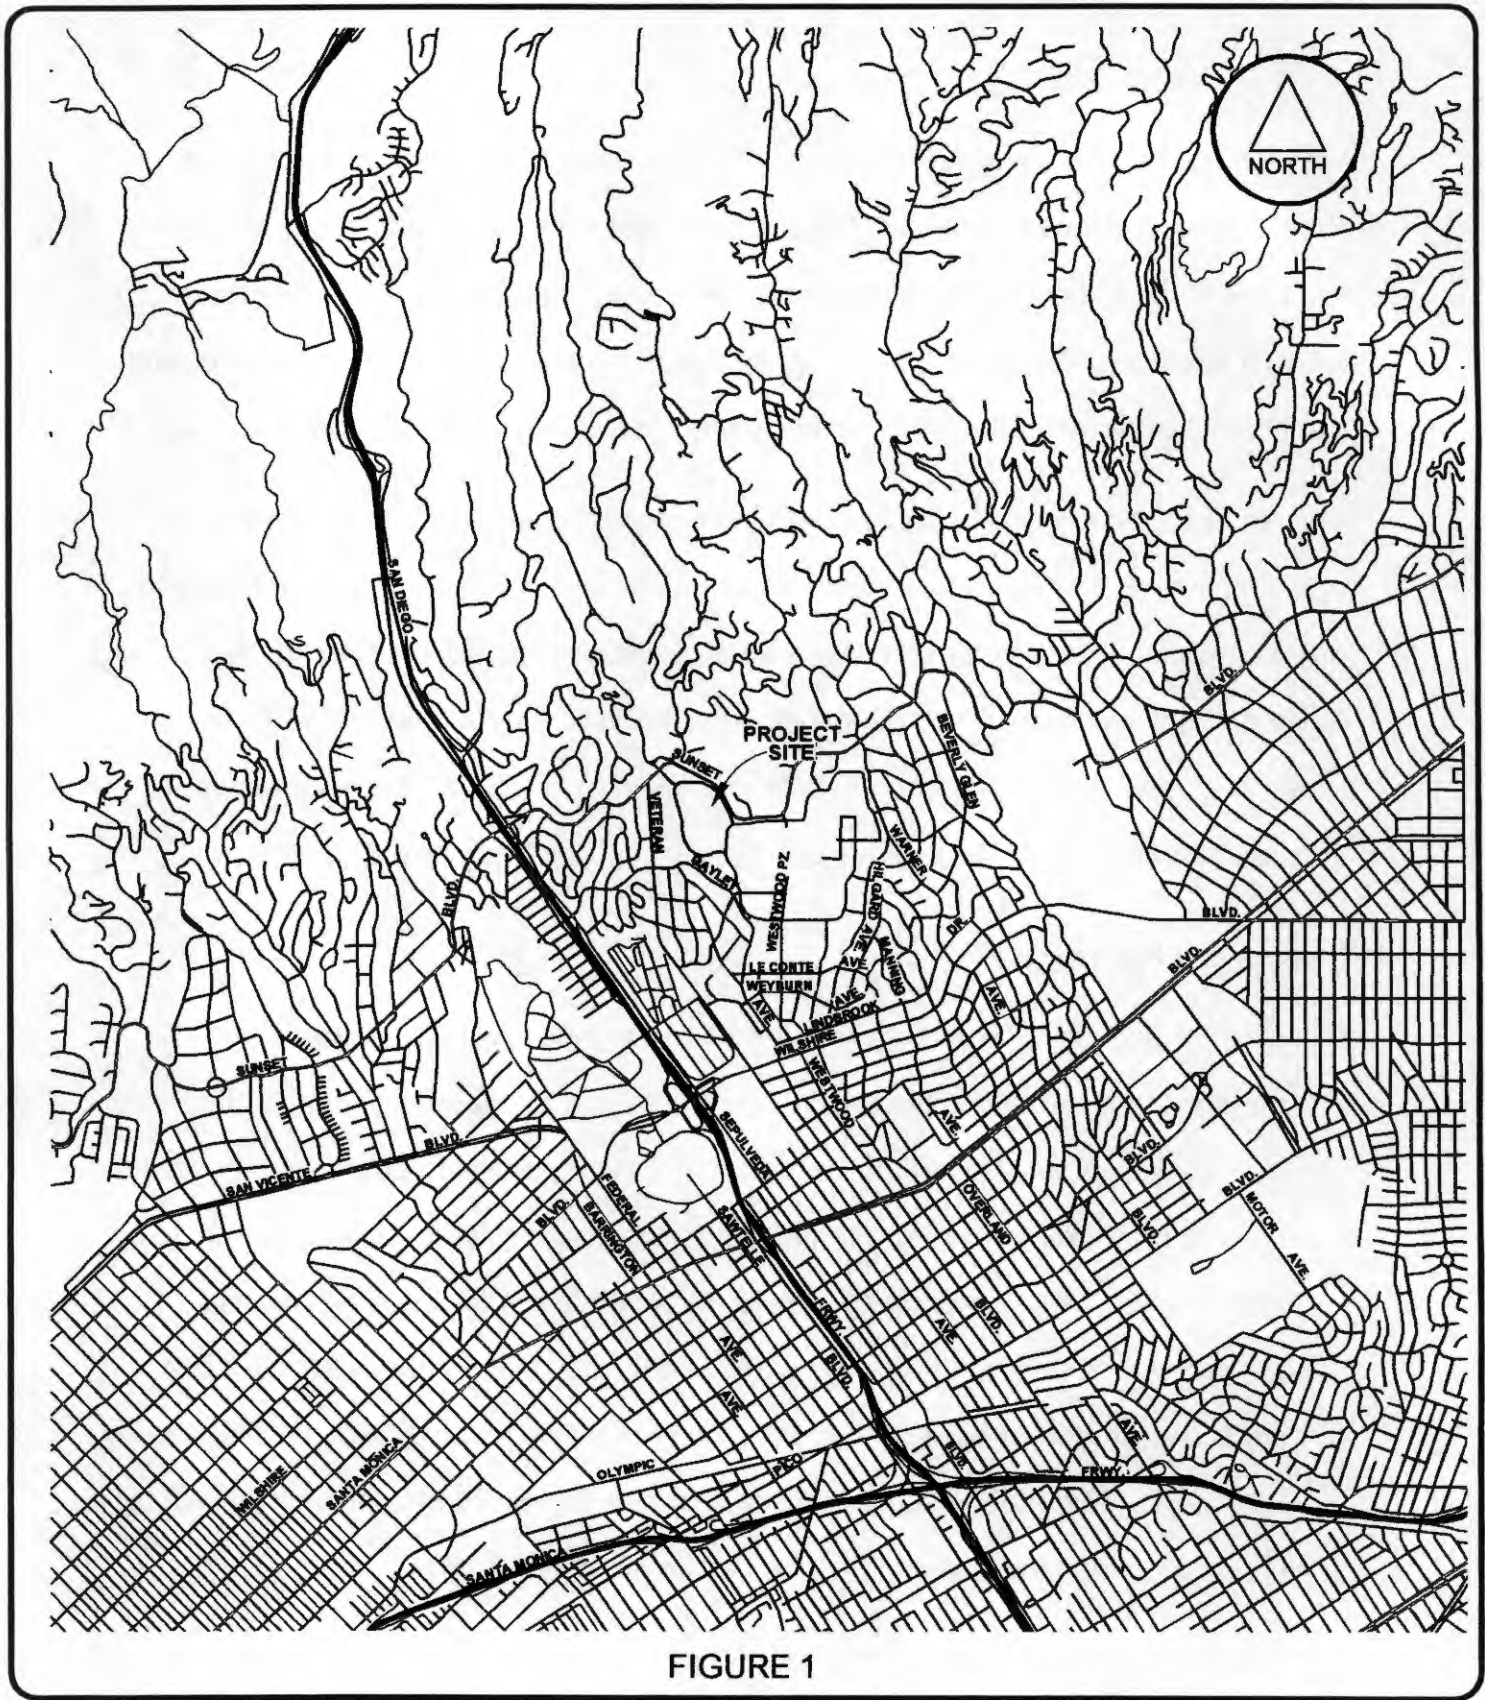 NORTH
SAN DIEGO
BLVD.
PROJECT
SITE
BEVERLY GLEN
SUNSET
VETERAN
WARNER
GAYLEY
WESTWOOD PZ.
HILGARD AVE.
BLVD.
BLVD.
DR.
MANNING
BLVD.
AVE
LE CONTE
WEYBURN
AVE.
AVE.
AVE.
LINDBROOK
WILSHIRE
SUNSET
WESTWOOD
AVE.
SEPULVEDA
BLVD.
BLVD.
SAN VICENTE
BLVD.
FEDERAL
BARRINGTON
BLVD.
OVERLAND
MOTOR
AVE.
SAWTELLE
BLVD.
FRWY.
BLVD.
AVE.
AVE.
BLVD.
AVE.
AVE.
BLVD.
OLYMPIC
PICO
FRWY.
SANTA MONICA
WILSHIRE
SANTA MONICA
FIGURE 1